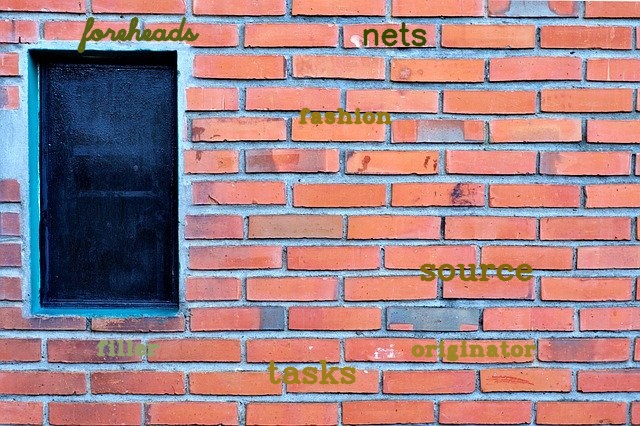 foreheads
nets
fashion
source
filler
originator
tasks